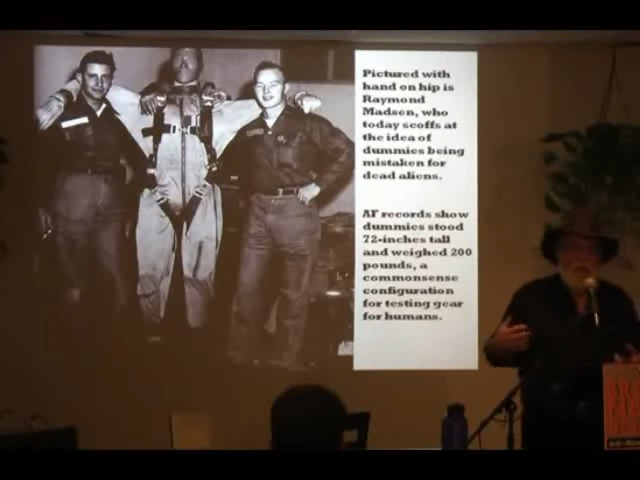 Pictured with
hand on hip is
Raymond
Madsen, who
today scoffs at
the idea of
dummies being
mistaken for
dead aliens.
AF records show
dummies stood
72-inches tall
and weighed 200
pounds, a
commonsense
configuration
for testing gear
for humans.